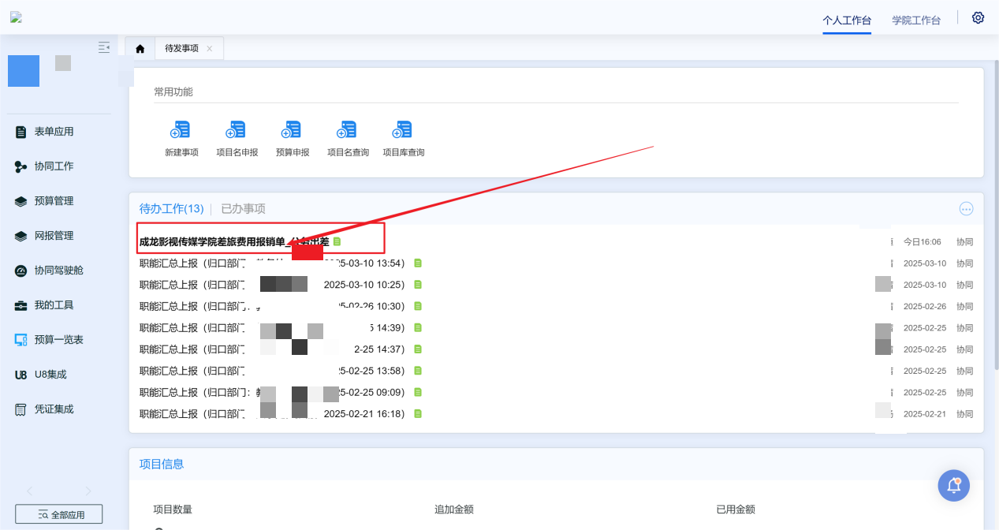 个人工作台 学院工作台
待发事项
常用功能
新建事项 项目名申报 预算申报 项目名查询 项目库查询
表单应用
协同工作
预算管理
网报管理
协同驾驶舱
我的工具
预算一览表
U8 U8集成
凭证集成
全部应用
待办工作(13) 已办事项
成龙影视传媒学院差旅费用报销单_公务出差 今日16:06 协同
职能汇总上报（归口部门 2025-03-10 13:54) 2025-03-10 协同
职能汇总上报（归口部门 2025-03-10 10:25) 2025-03-10 协同
职能汇总上报（归口部门: 10:30) 2025-02-26 协同
职能汇总上报（归口部门 14:39) 2025-02-25 协同
职能汇总上报（归口部门 2-25 14:37) 2025-02-25 协同
职能汇总上报（归口部门 25-02-25 13:58) 2025-02-25 协同
职能汇总上报（归口部门: 25-02-25 09:09) 2025-02-25 协同
职能汇总上报（归口部门 2025-02-21 16:18) 2025-02-21 协同
项目信息
项目数量 追加金额 已用金额